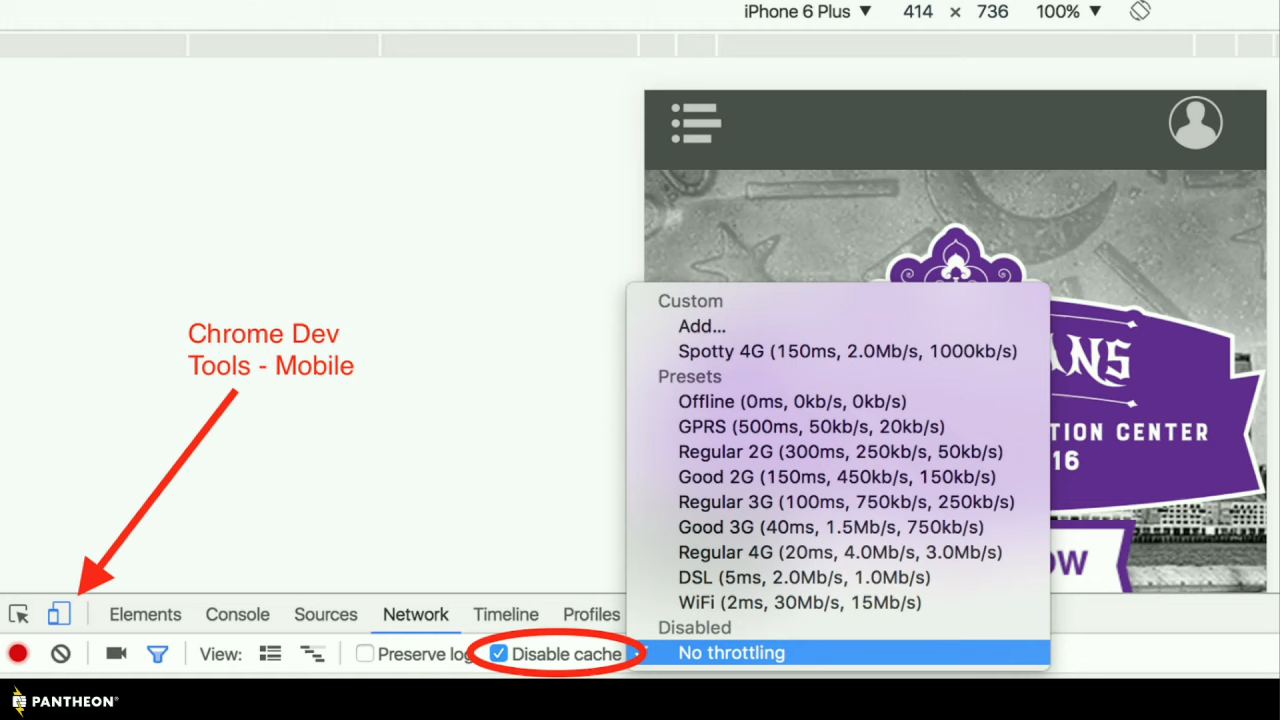 iPhone 6 Plus ▼ 414 × 736 100% ▼
Custom
Add...
Spotty 4G (150ms, 2.0Mb/s, 1000kb/s)
Presets
Offline (0ms, 0kb/s, 0kb/s)
GPRS (500ms, 50kb/s, 20kb/s)
Regular 2G (300ms, 250kb/s, 50kb/s)
Good 2G (150ms, 450kb/s, 150kb/s)
Regular 3G (100ms, 750kb/s, 250kb/s)
Good 3G (40ms, 1.5Mb/s, 750kb/s)
Regular 4G (20ms, 4.0Mb/s, 3.0Mb/s)
DSL (5ms, 2.0Mb/s, 1.0Mb/s)
WiFi (2ms, 30Mb/s, 15Mb/s)
Disabled
No throttling
ANS
TION CENTER
16
OW
Chrome Dev
Tools - Mobile
Elements Console Sources Network Timeline Profiles
View: Preserve log Disable cache
PANTHEON®